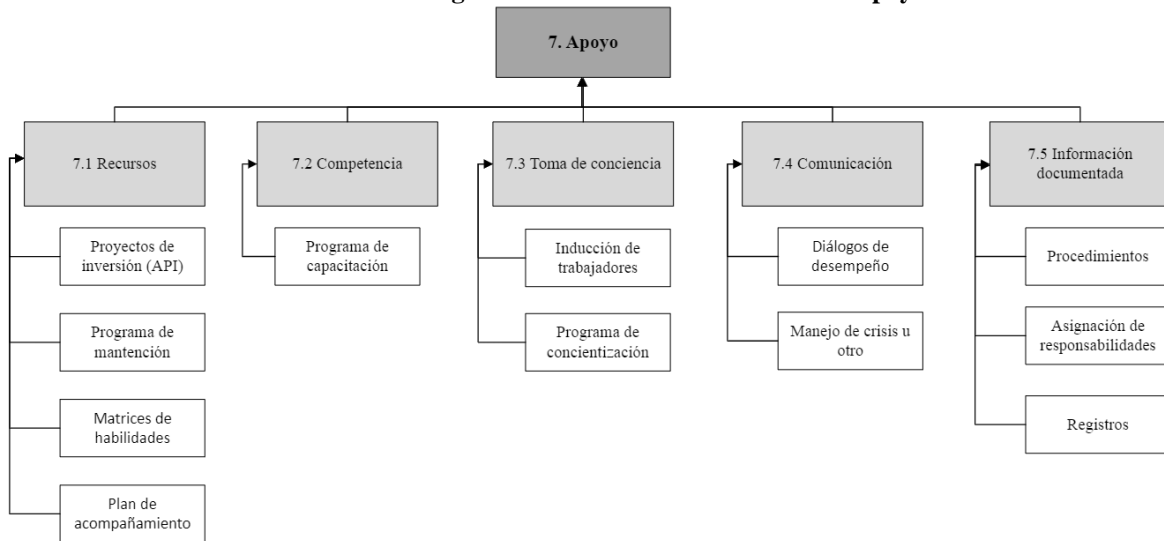 7. Apoyo
7.1 Recursos
Proyectos de
inversión (API)
Programa de
mantención
Matrices de
habilidades
Plan de
acompañamiento
7.2 Competencia
Programa de
capacitación
7.3 Toma de conciencia
Inducción de
trabajadores
Programa de
concientización
7.4 Comunicación
Diálogos de
desempeño
Manejo de crisis u
otro
7.5 Información
documentada
Procedimientos
Asignación de
responsabilidades
Registros